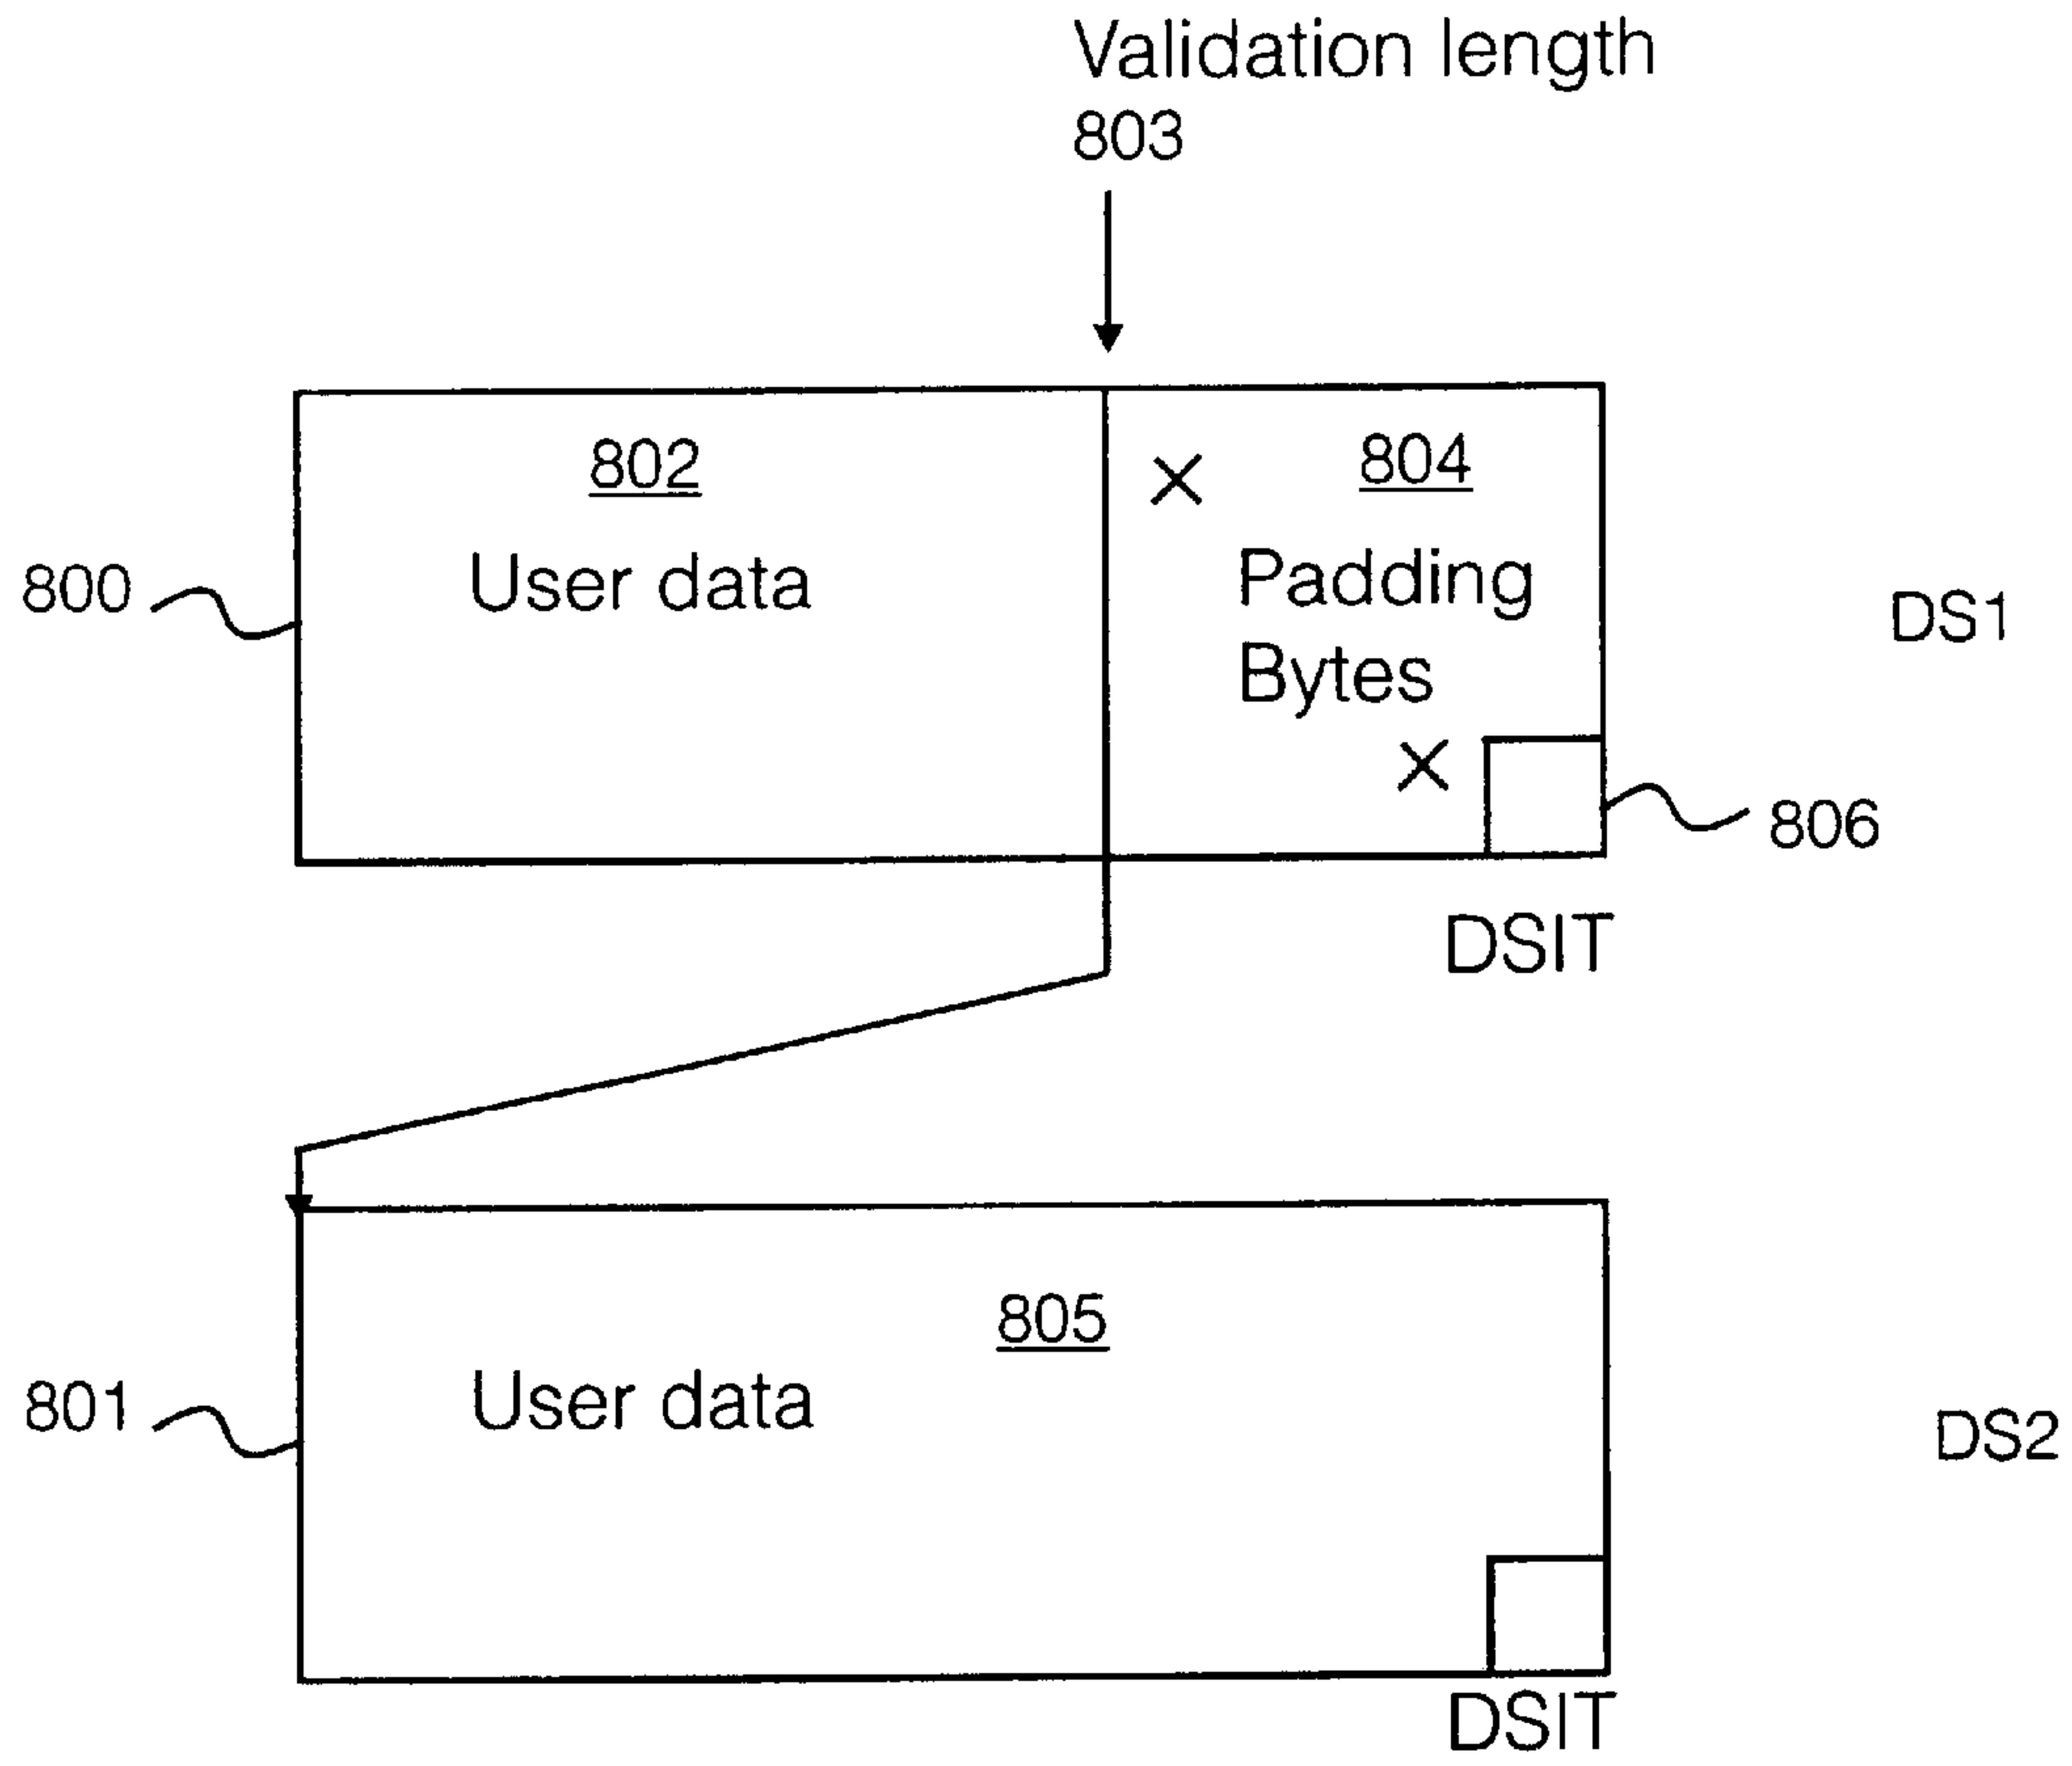 Validation length
803
802
804
X
800
User data
Padding
Bytes
DS1
X
806
DSIT
805
801
User data
DS2
DSIT